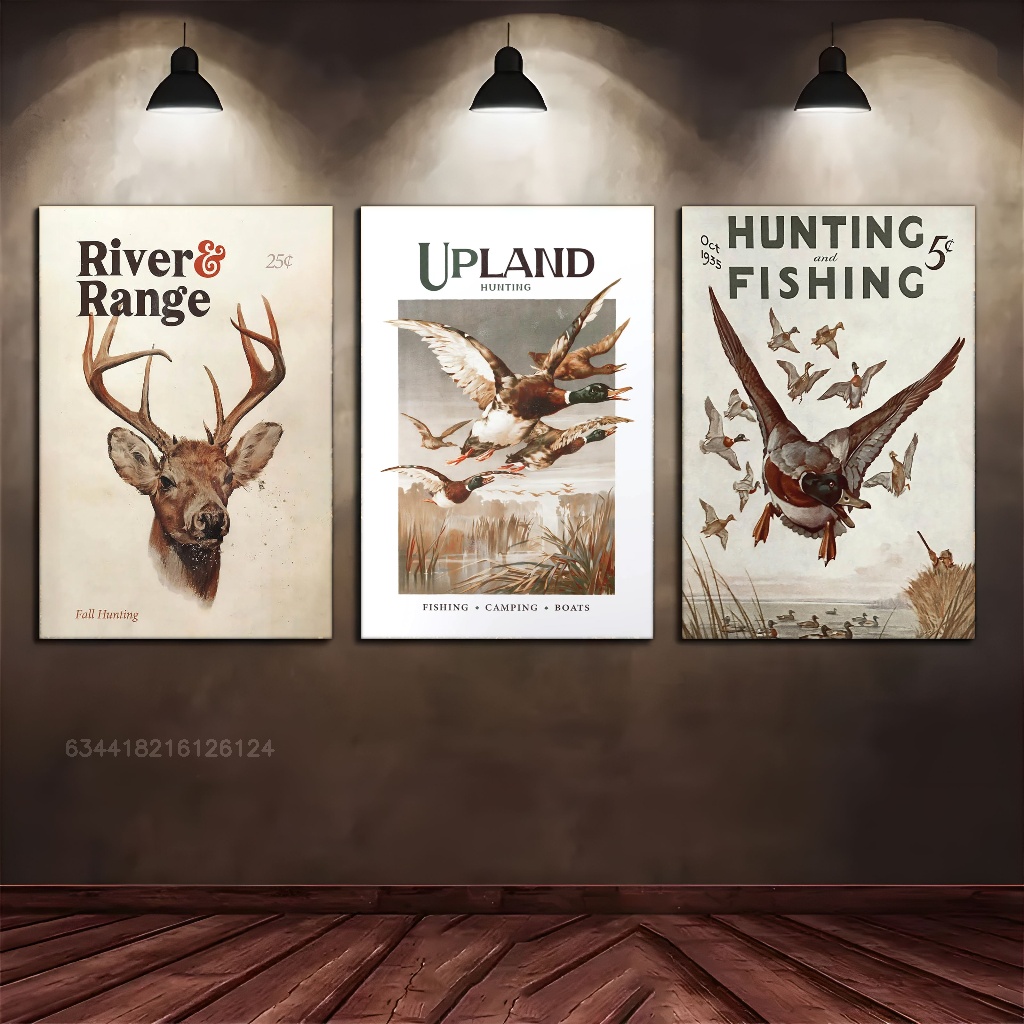 River&
Range
25¢
Fall Hunting
UPLAND
HUNTING
FISHING • CAMPING • BOATS
Oct
1935
HUNTING
and
FISHING
5¢
634418216126124